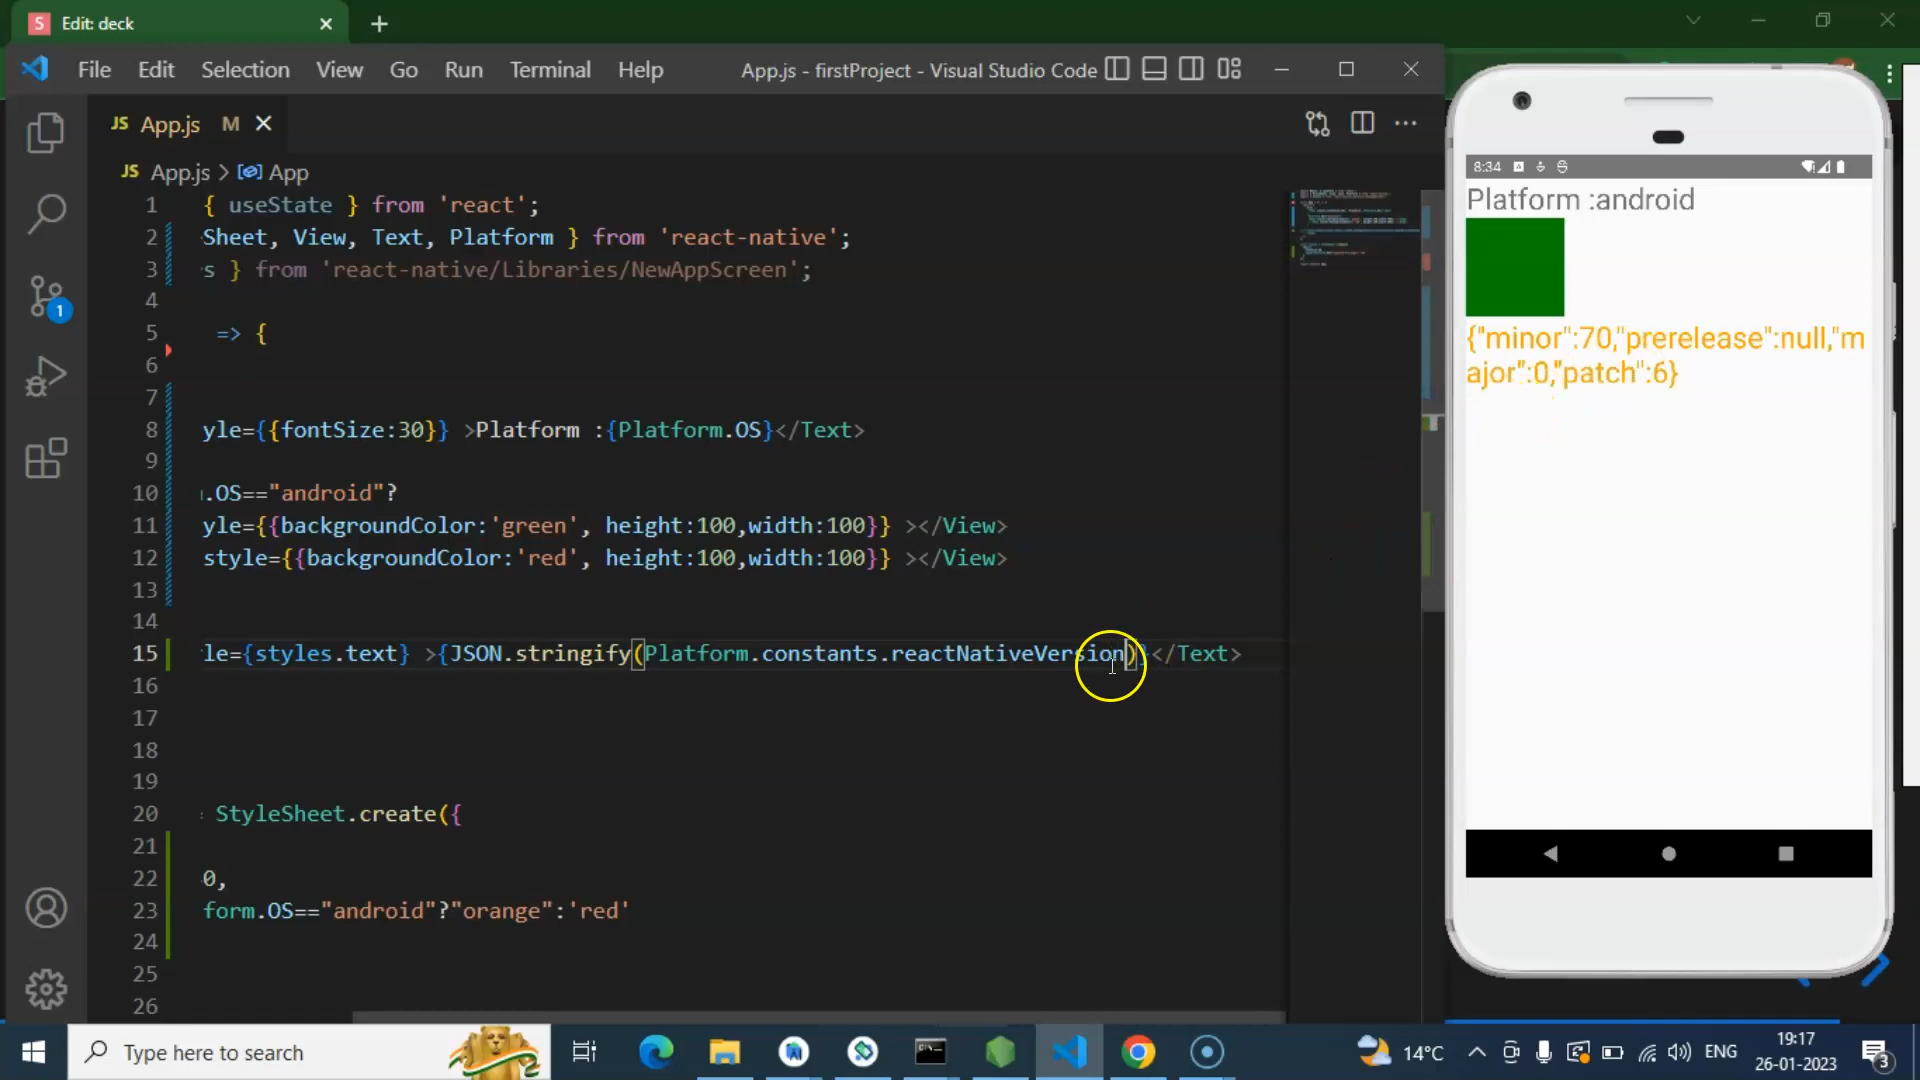 S Edit: deck
File Edit Selection View Go Run Terminal Help
App.js - firstProject - Visual Studio Code
JS App.js M
JS App.js > App
1 { useState } from 'react';
2 Sheet, View, Text, Platform } from 'react-native';
3 s } from 'react-native/Libraries/NewAppScreen';
4
5 => {
6
7
8 yle={{fontSize:30}} >Platform :{Platform.OS}</Text>
9
10 .OS=="android"?
11 yle={{backgroundColor:'green', height:100,width:100}} ></View>
12 style={{backgroundColor:'red', height:100,width:100}} ></View>
13
14
15 le={styles.text} >{JSON.stringify(Platform.constants.reactNativeVersion)}</Text>
16
17
18
19
20 StyleSheet.create({
21
22 0,
23 form.OS=="android"?"orange":'red'
24
25
26
1
8:34
Platform :android
{"minor":70,"prerelease":null,"m
ajor":0,"patch":6}
Type here to search
14°C
ENG
19:17
26-01-2023
3